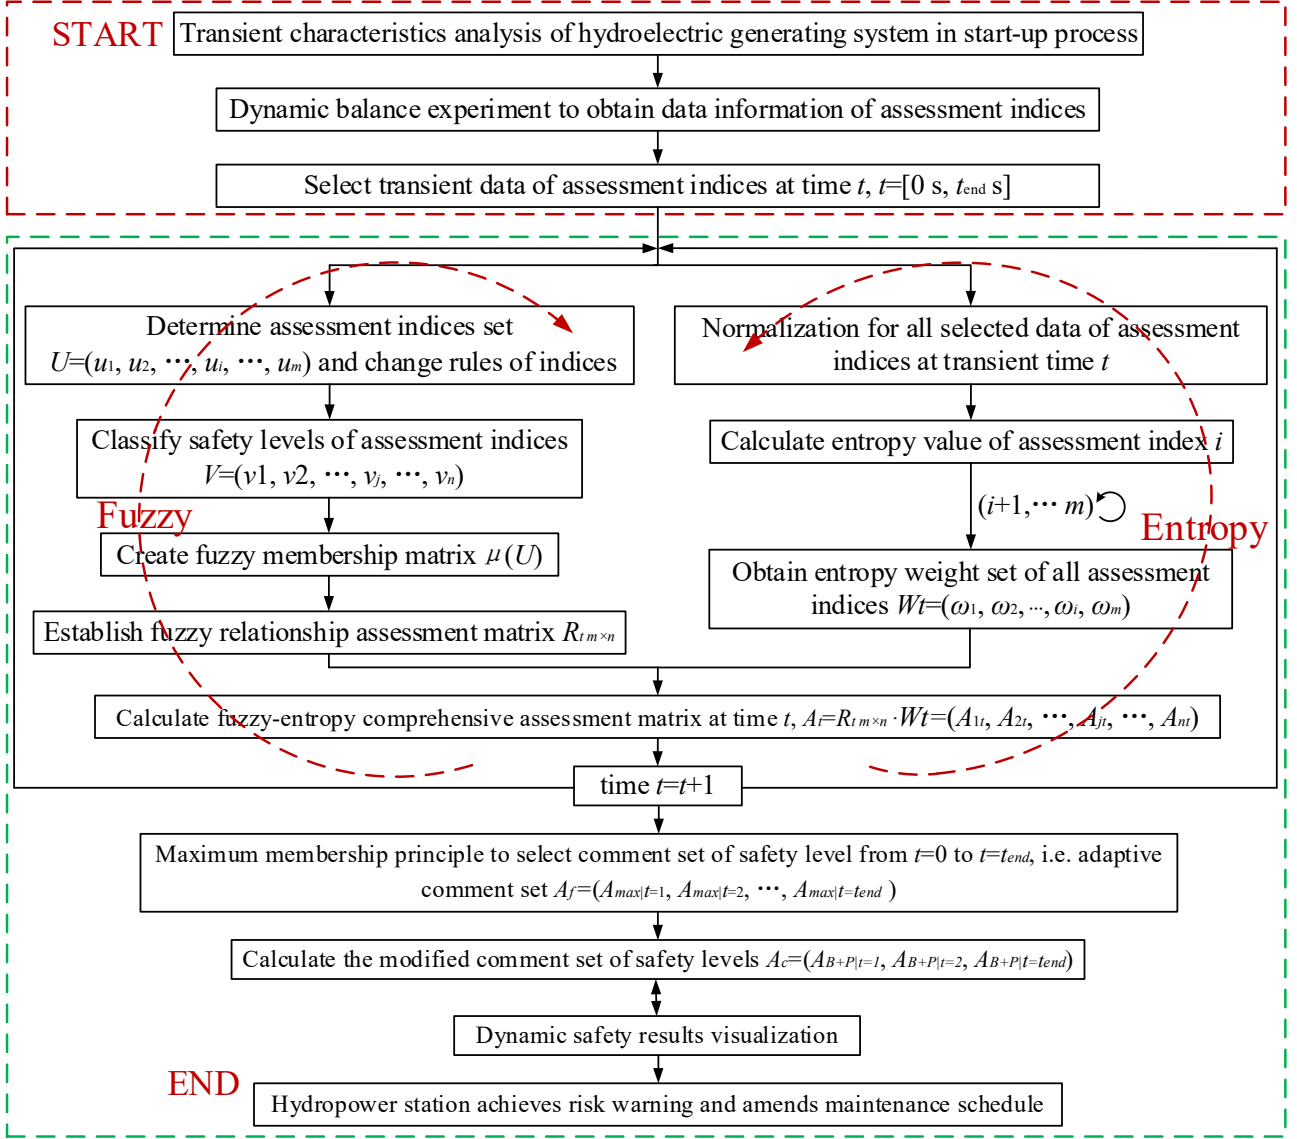 START
Transient characteristics analysis of hydroelectric generating system in start-up process
Dynamic balance experiment to obtain data information of assessment indices
Select transient data of assessment indices at time t, t=[0 s, tend s]
Determine assessment indices set
U=(u1, u2, ···, ui, ···, um) and change rules of indices
Classify safety levels of assessment indices
V=(v1, v2, ···, vj, ···, vn)
Fuzzy
Create fuzzy membership matrix μ(U)
Establish fuzzy relationship assessment matrix Rt m×n
Normalization for all selected data of assessment
indices at transient time t
Calculate entropy value of assessment index i
(i+1,··· m)
Entropy
Obtain entropy weight set of all assessment
indices Wt=(ω1, ω2, ..., ωi, ωm)
Calculate fuzzy-entropy comprehensive assessment matrix at time t, At=Rt m×n ·Wt=(A1t, A2t, ···, Ajt, ···, Ant)
time t=t+1
Maximum membership principle to select comment set of safety level from t=0 to t=tend, i.e. adaptive
comment set Af=(Amax|t=1, Amax|t=2, ···, Amax|t=tend )
Calculate the modified comment set of safety levels Ac=(AB+P|t=1, AB+P|t=2, AB+P|t=tend)
Dynamic safety results visualization
END
Hydropower station achieves risk warning and amends maintenance schedule